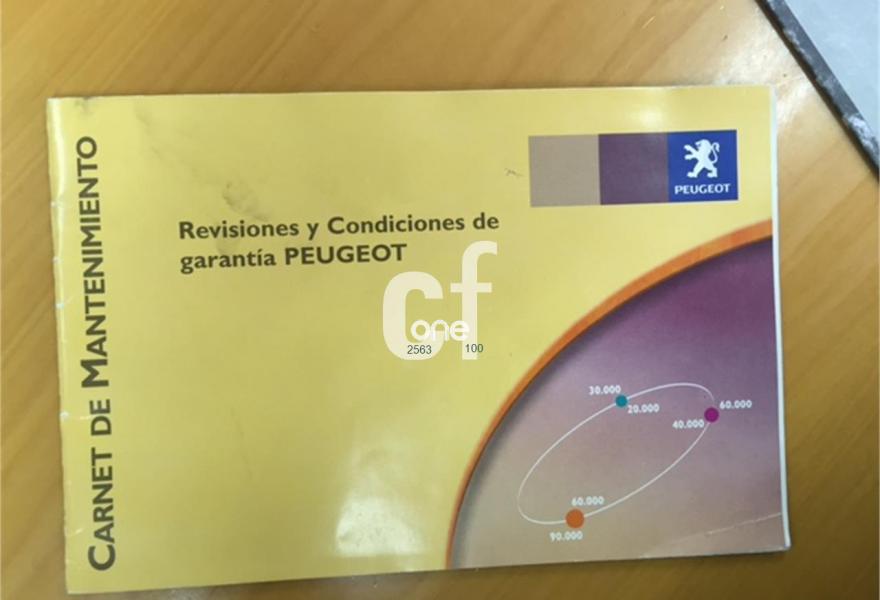 CARNET DE MANTENIMIENTO
PEUGEOT
Revisiones y Condiciones de
garantía PEUGEOT
cf
one
2563 100
30.000
20.000
60.000
40.000
60.000
90.000